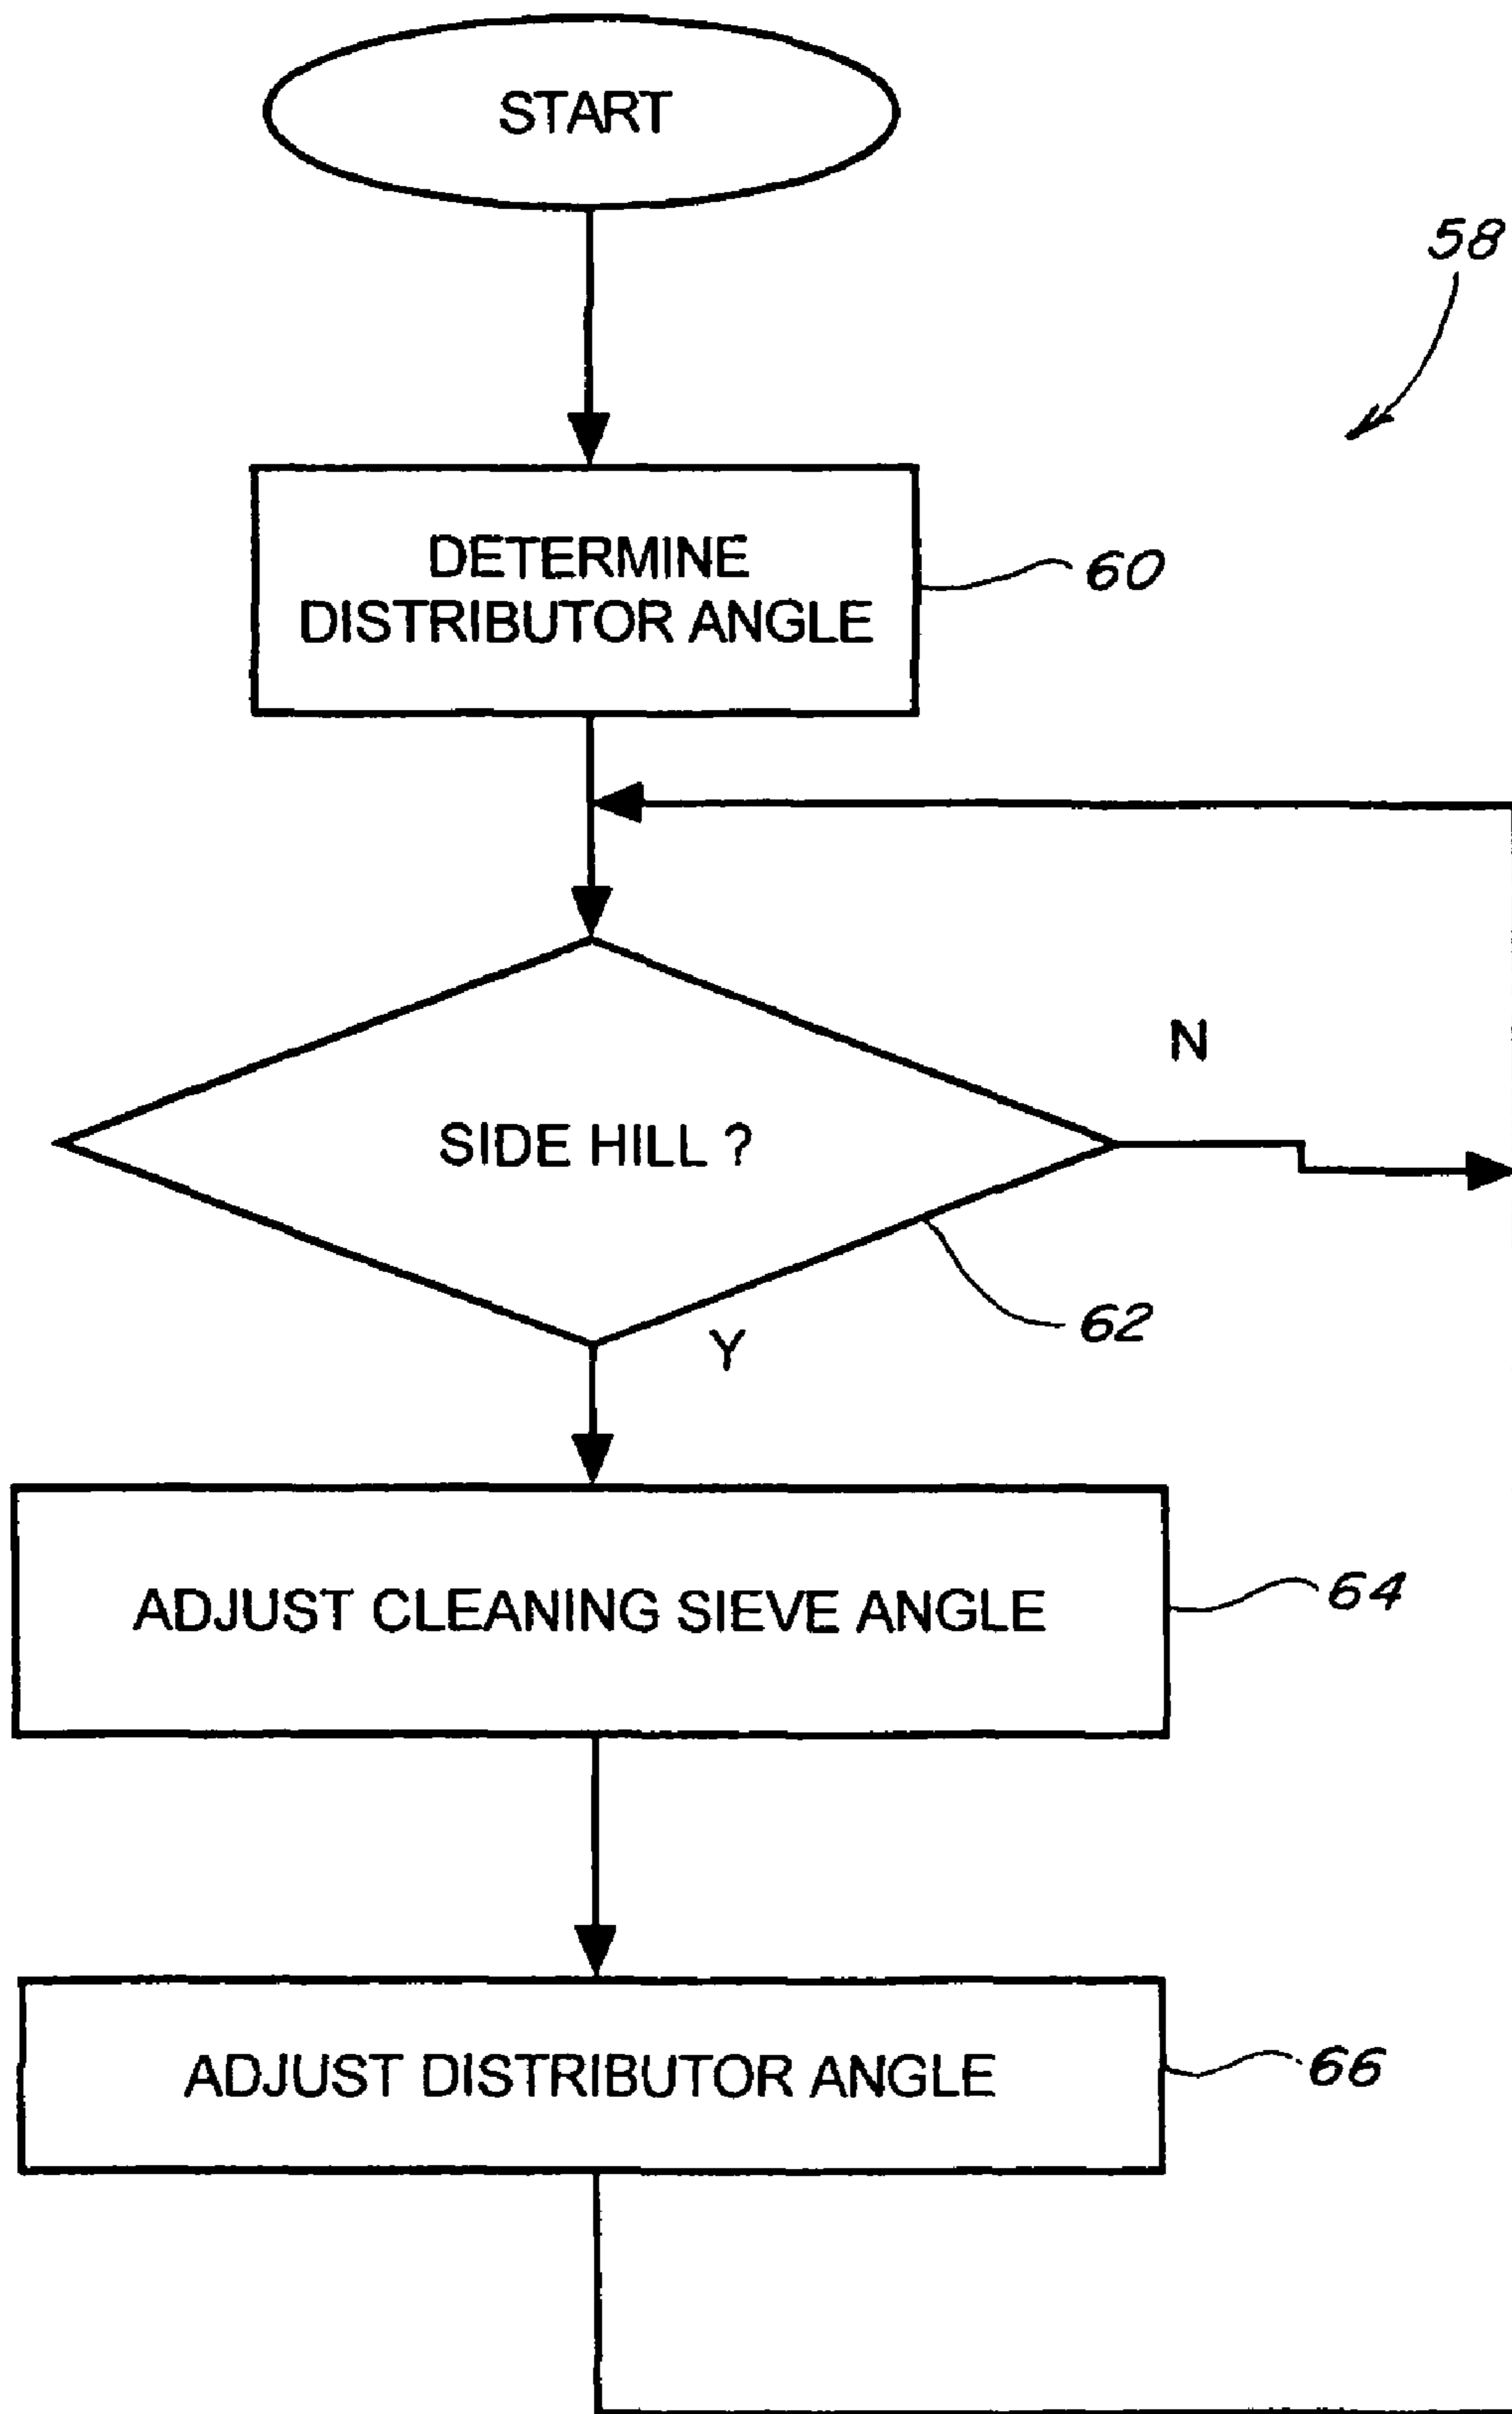 START
58
DETERMINE
DISTRIBUTOR ANGLE
60
N
SIDE HILL ?
62
Y
ADJUST CLEANING SIEVE ANGLE
64
ADJUST DISTRIBUTOR ANGLE
66